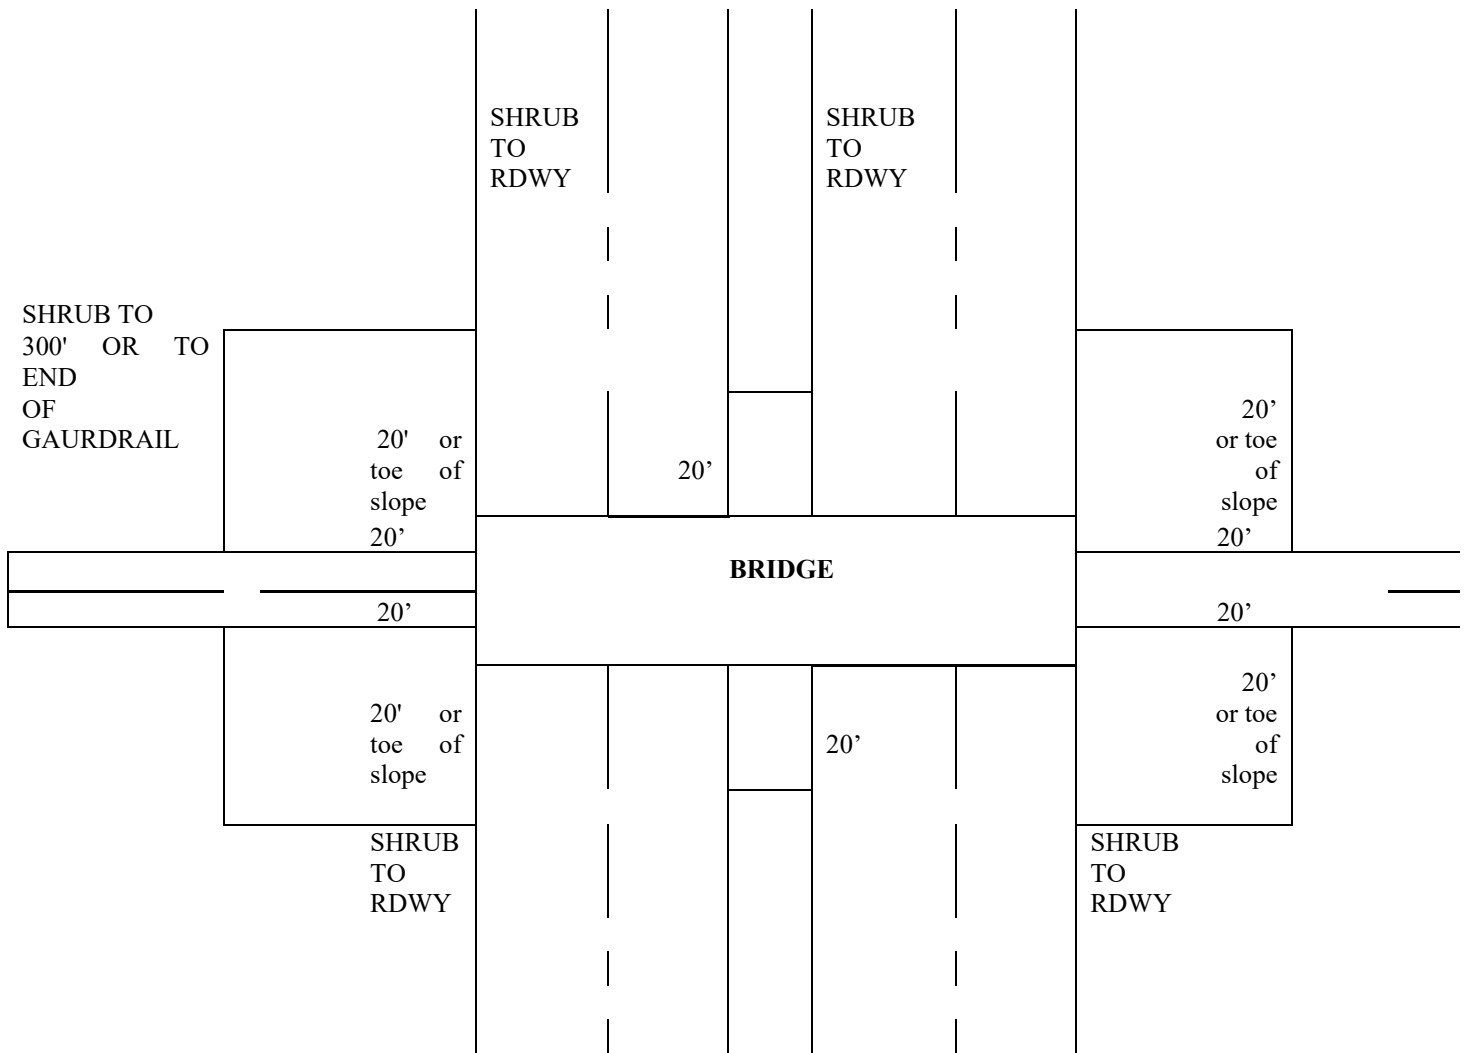 SHRUB
TO
RDWY
SHRUB
TO
RDWY
SHRUB TO
300' OR TO
END
OF
GAURDRAIL
20' or
toe of
slope
20’
20’
20’
or toe
of
slope
20’
BRIDGE
20’
20’
20' or
toe of
slope
20’
20’
or toe
of
slope
SHRUB
TO
RDWY
SHRUB
TO
RDWY